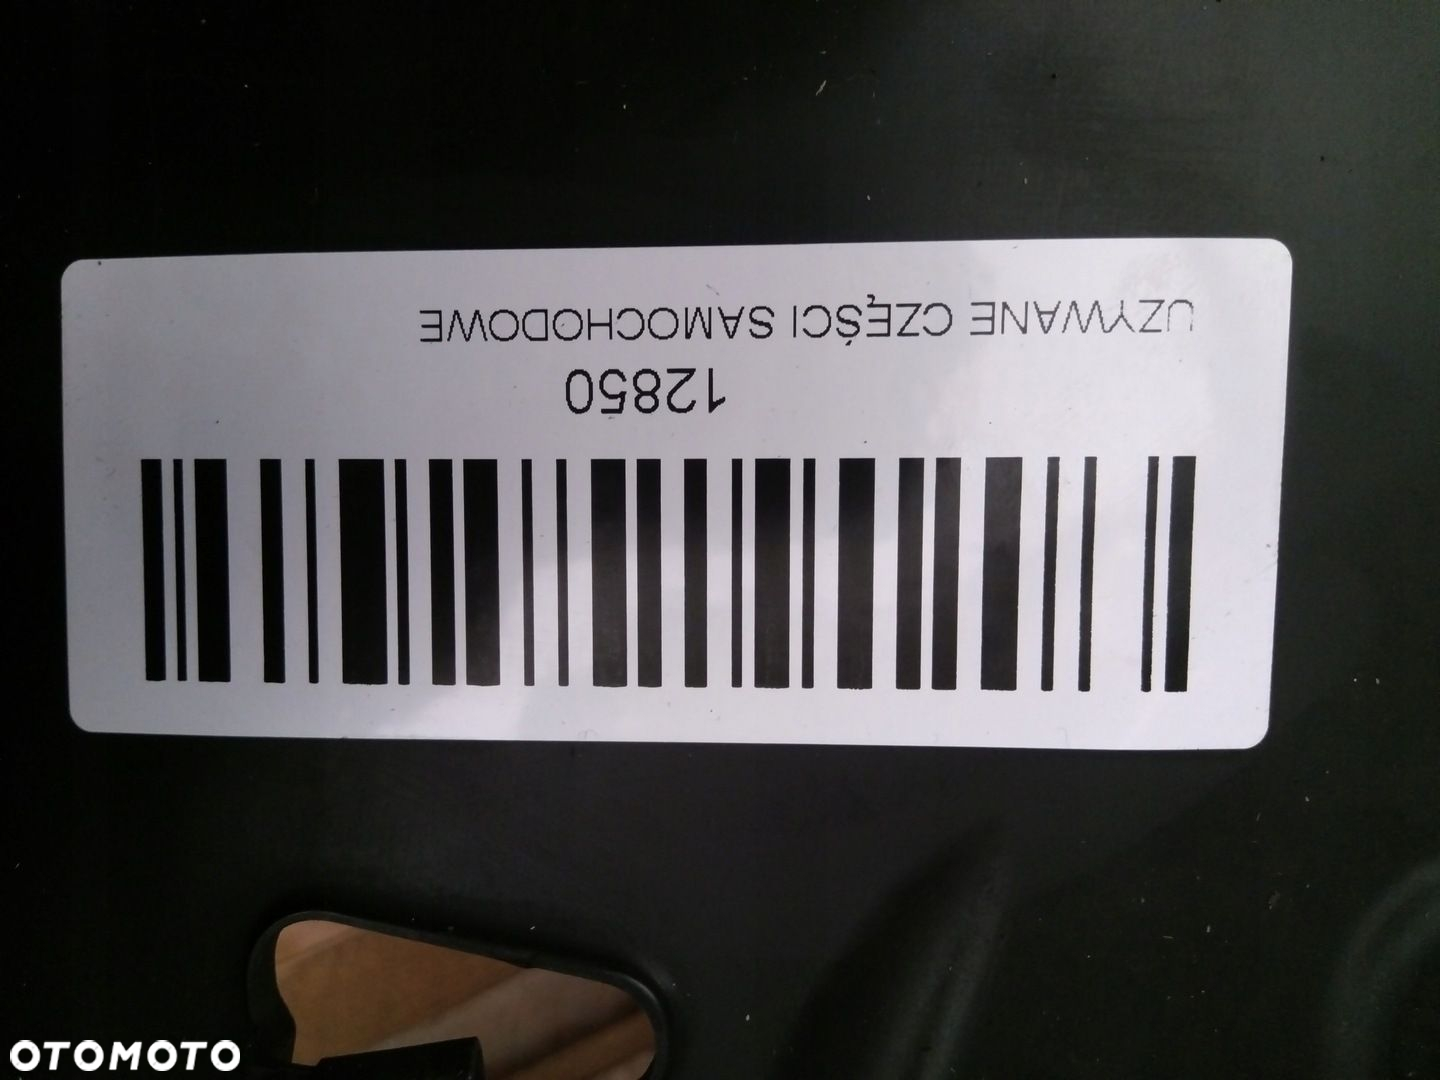 12850
UZYWANE CZĘŚCI SAMOCHODOWE
OTOMOTO